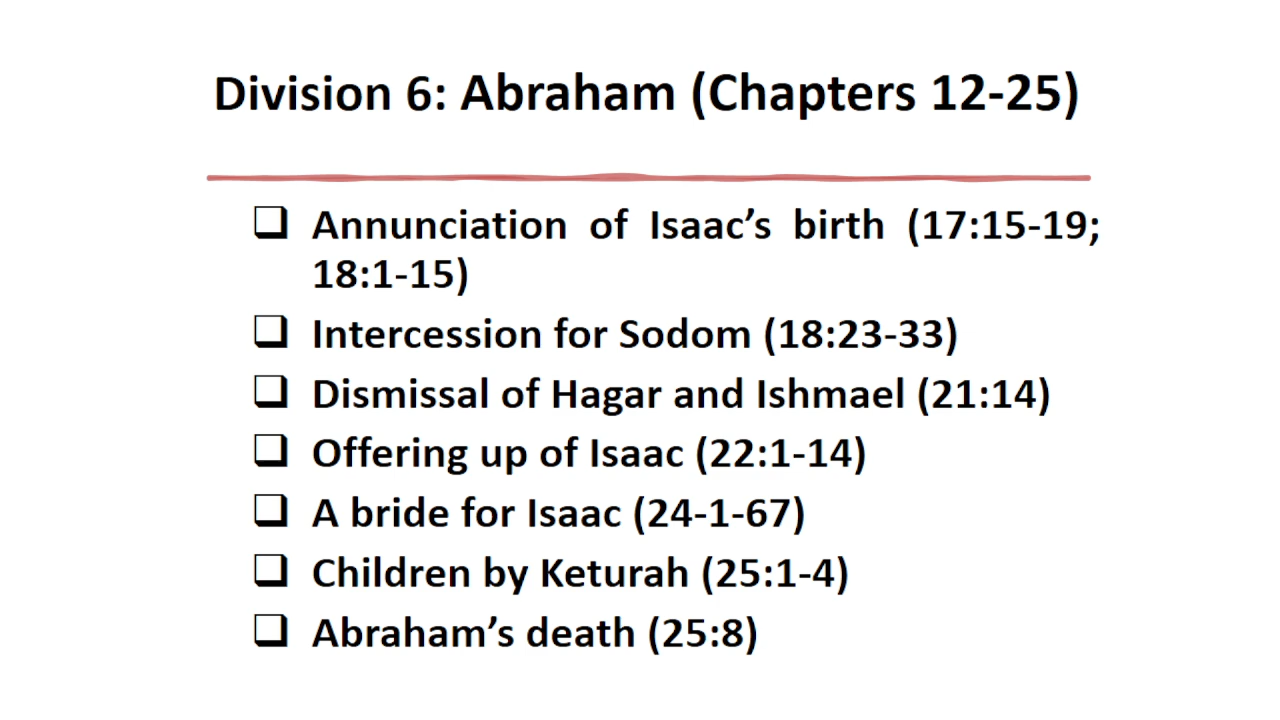 Division 6: Abraham (Chapters 12-25)
❑ Annunciation of Isaac’s birth (17:15-19;
18:1-15)
❑ Intercession for Sodom (18:23-33)
❑ Dismissal of Hagar and Ishmael (21:14)
❑ Offering up of Isaac (22:1-14)
❑ A bride for Isaac (24-1-67)
❑ Children by Keturah (25:1-4)
❑ Abraham’s death (25:8)